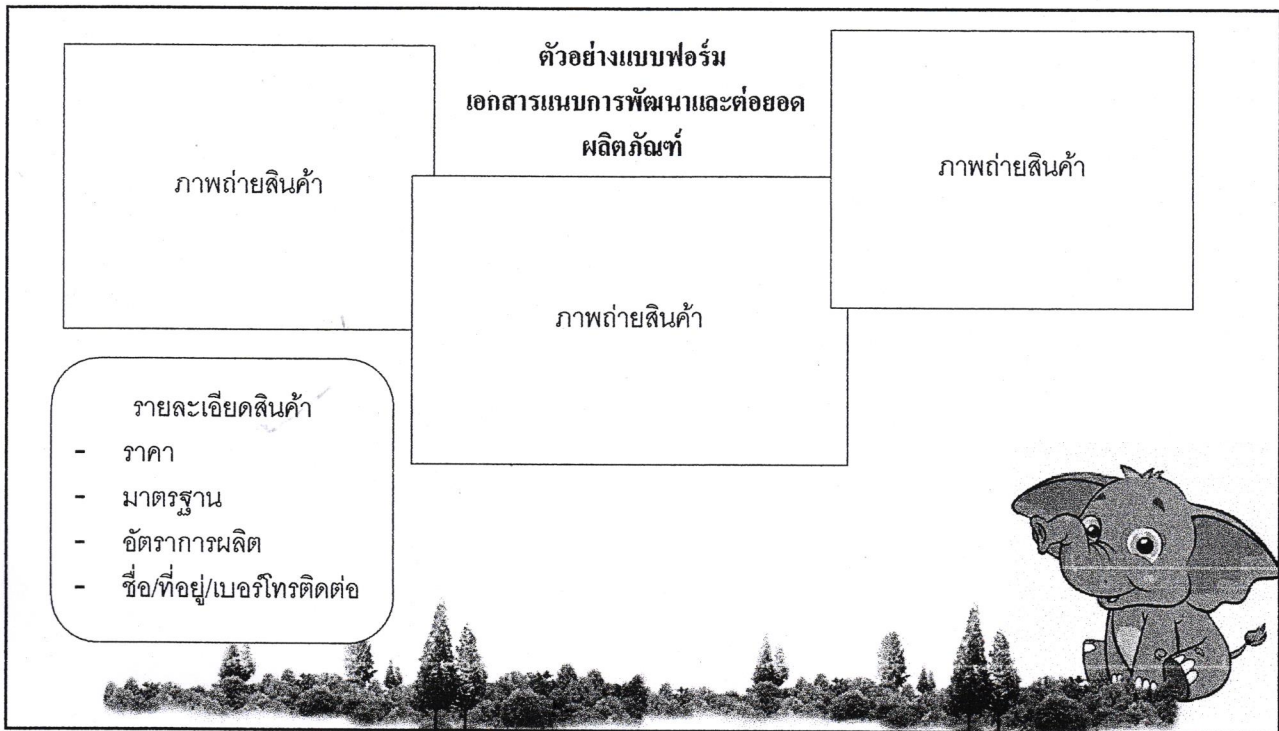 ตัวอย่างแบบฟอร์ม
เอกสารแนบการพัฒนาและต่อยอด
ผลิตภัณฑ์
ภาพถ่ายสินค้า
ภาพถ่ายสินค้า
ภาพถ่ายสินค้า
รายละเอียดสินค้า
- ราคา
- มาตรฐาน
- อัตราการผลิต
- ชื่อ/ที่อยู่/เบอร์โทรติดต่อ